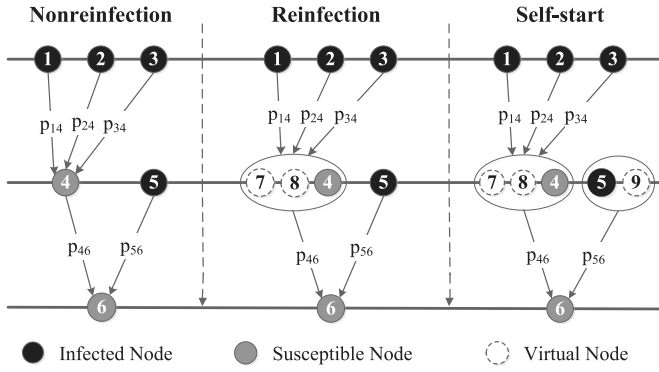 Nonreinfection Reinfection Self-start
1 2 3 1 2 3 1 2 3
p14 p24 p34 p14 p24 p34 p14 p24 p34
4 5 7 8 4 5 7 8 4 5 9
p46 p56 p46 p56 p46 p56
6 6 6
Infected Node Susceptible Node Virtual Node